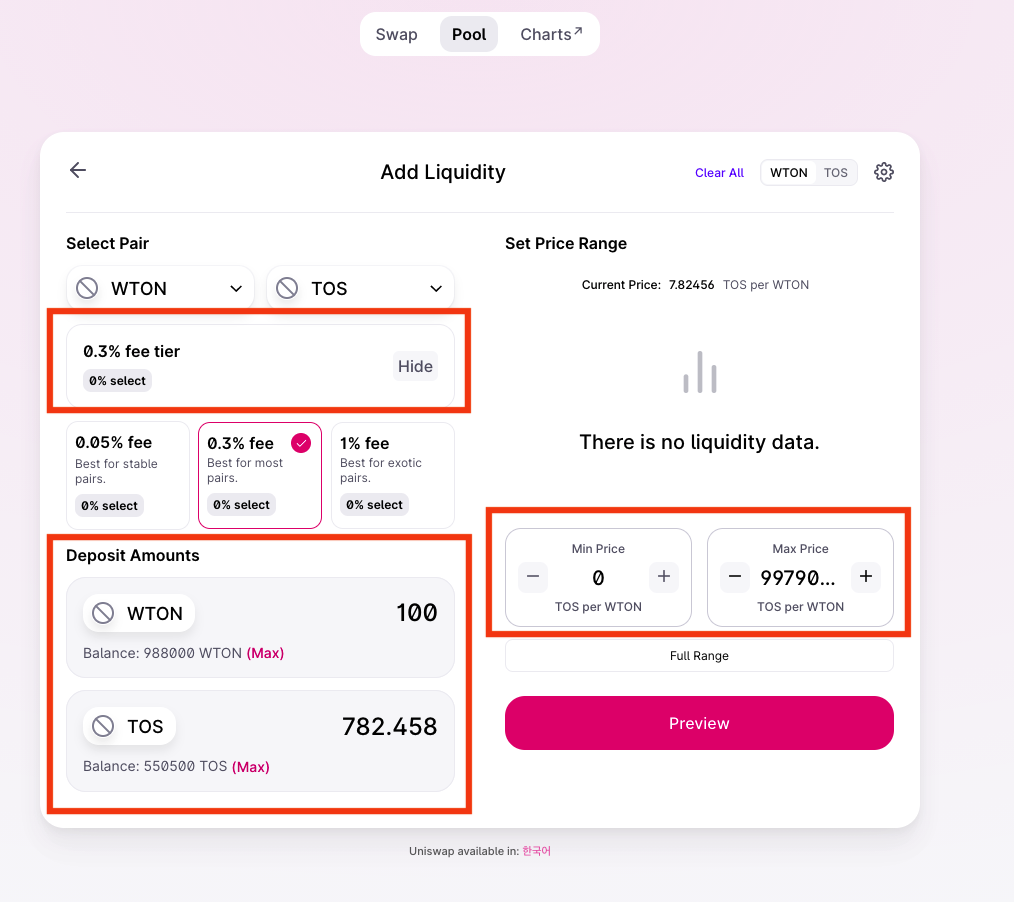 Swap Pool Charts↗
Add Liquidity
Clear All WTON TOS
Select Pair
WTON TOS
0.3% fee tier
0% select
Hide
0.05% fee
Best for stable
pairs.
0% select
0.3% fee
Best for most
pairs.
0% select
1% fee
Best for exotic
pairs.
0% select
Deposit Amounts
WTON 100
Balance: 988000 WTON (Max)
TOS 782.458
Balance: 550500 TOS (Max)
Set Price Range
Current Price: 7.82456 TOS per WTON
There is no liquidity data.
Min Price
− 0 +
TOS per WTON
Max Price
− 99790... +
TOS per WTON
Full Range
Preview
Uniswap available in: 한국어